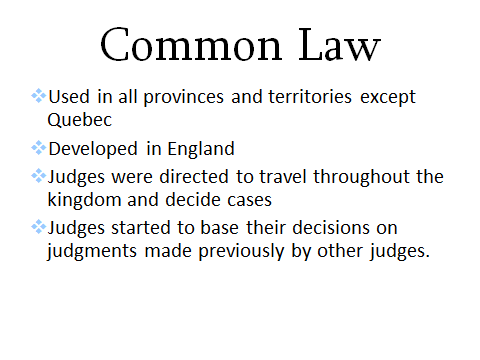 Common Law
❖Used in all provinces and territories except
Quebec
❖Developed in England
❖Judges were directed to travel throughout the
kingdom and decide cases
❖Judges started to base their decisions on
judgments made previously by other judges.